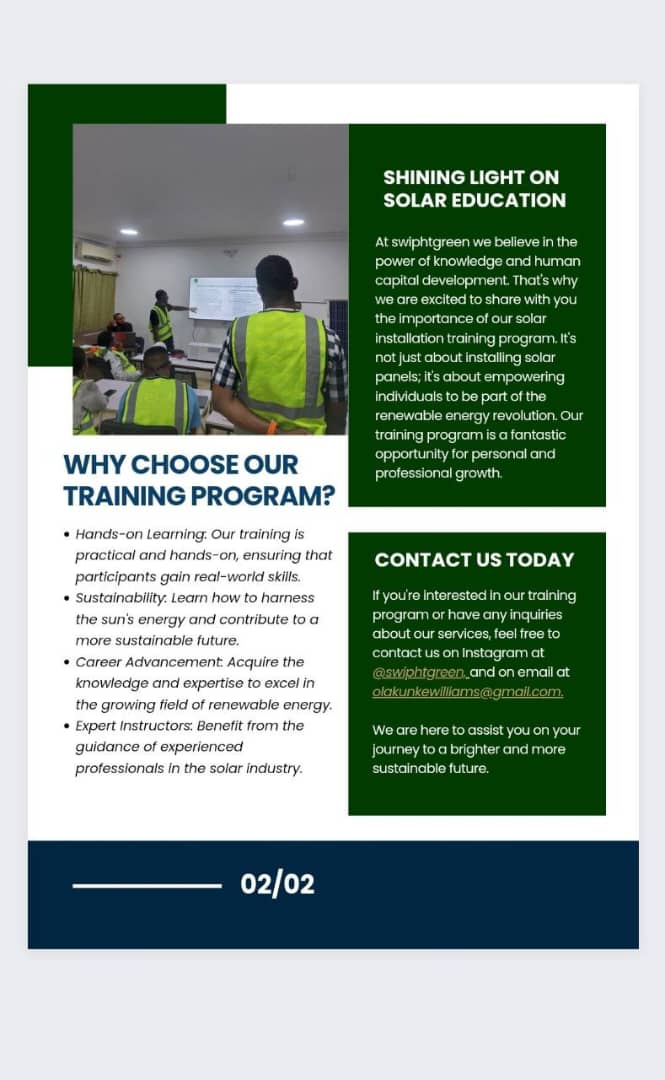 SHINING LIGHT ON
SOLAR EDUCATION
At swiphtgreen we believe in the
power of knowledge and human
capital development. That's why
we are excited to share with you
the importance of our solar
installation training program. It's
not just about installing solar
panels; it's about empowering
individuals to be part of the
renewable energy revolution. Our
training program is a fantastic
opportunity for personal and
professional growth.
WHY CHOOSE OUR
TRAINING PROGRAM?
• Hands-on Learning: Our training is
practical and hands-on, ensuring that
participants gain real-world skills.
• Sustainability: Learn how to harness
the sun's energy and contribute to a
more sustainable future.
• Career Advancement: Acquire the
knowledge and expertise to excel in
the growing field of renewable energy.
• Expert Instructors: Benefit from the
guidance of experienced
professionals in the solar industry.
CONTACT US TODAY
If you're interested in our training
program or have any inquiries
about our services, feel free to
contact us on Instagram at
@swiphtgreen, and on email at
olakunkewilliams@gmail.com.
We are here to assist you on your
journey to a brighter and more
sustainable future.
02/02